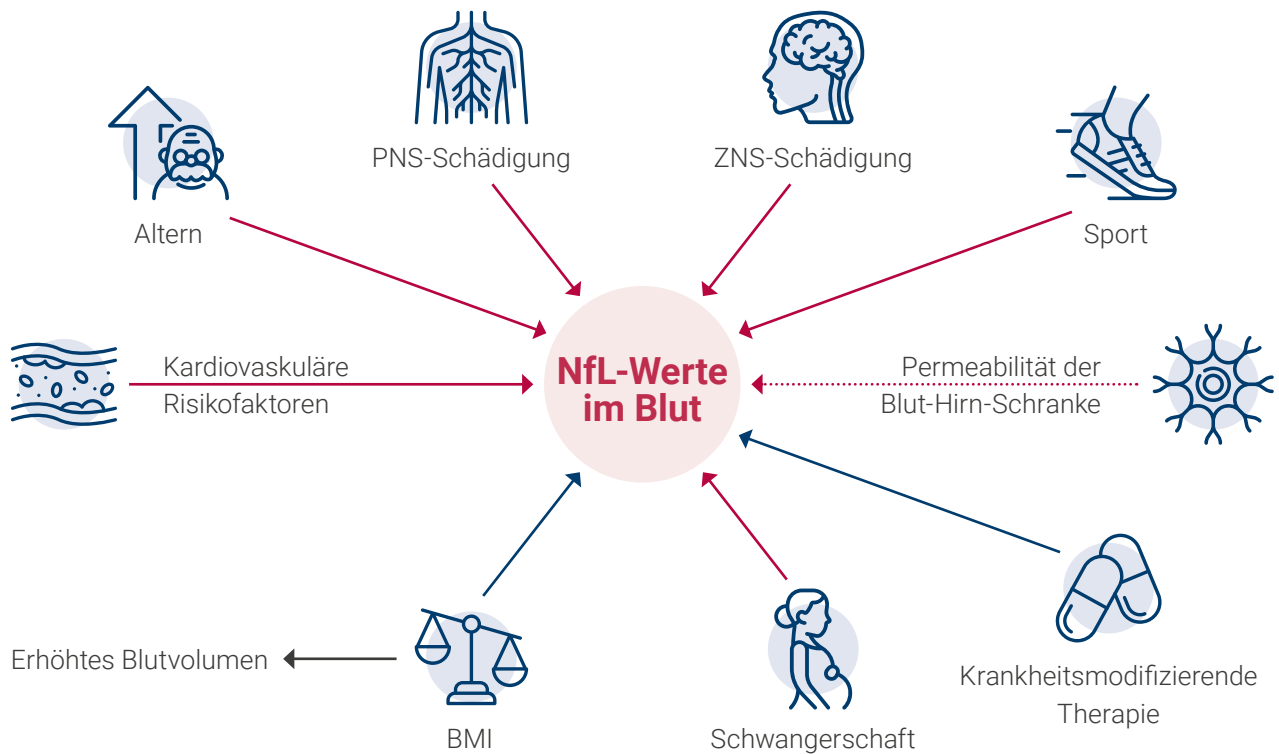 PNS-Schädigung
ZNS-Schädigung
Altern
Sport
Kardiovaskuläre
Risikofaktoren
NfL-Werte
im Blut
Permeabilität der
Blut-Hirn-Schranke
Erhöhtes Blutvolumen
BMI
Schwangerschaft
Krankheitsmodifizierende
Therapie